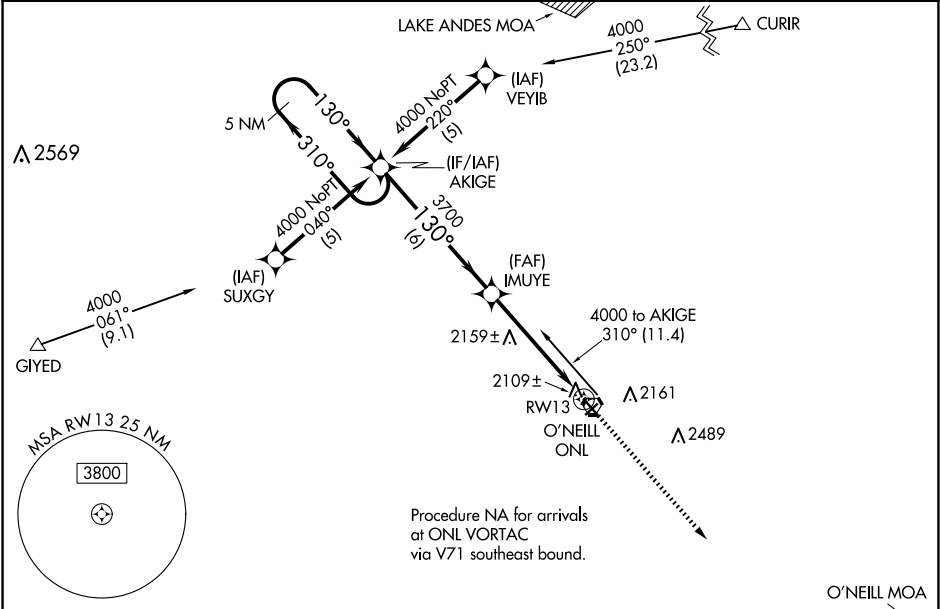 LAKE ANDES MOA
CURIR
4000
250°
(23.2)
(IAF)
VEYIB
4000 NoPT
220°
(5)
5 NM
130°
310°
2569
(IF/IAF)
AKIGE
4000 NoPT
040°
(5)
3700
130°
(6)
(IAF)
SUXGY
(FAF)
IMUYE
4000
061°
(9.1)
GIYED
4000 to AKIGE
310° (11.4)
2159±
2109±
2161
RW13
O'NEILL
ONL
2489
MSA RW13 25 NM
3800
Procedure NA for arrivals
at ONL VORTAC
via V71 southeast bound.
O'NEILL MOA